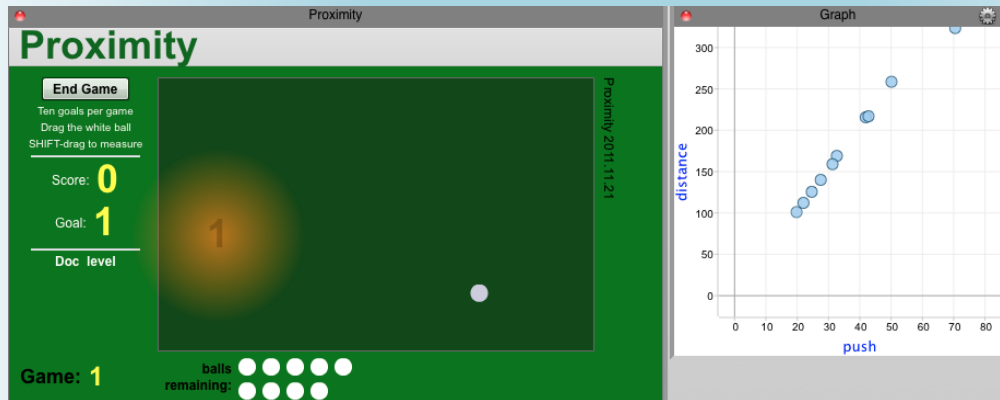 Proximity
Proximity
End Game
Ten goals per game
Drag the white ball
SHIFT-drag to measure
Score: 0
Goal: 1
Doc level
1
Proximity 2011.11.21
Game: 1
balls
remaining:
Graph
distance
300
250
200
150
100
50
0
0 10 20 30 40 50 60 70 80
push